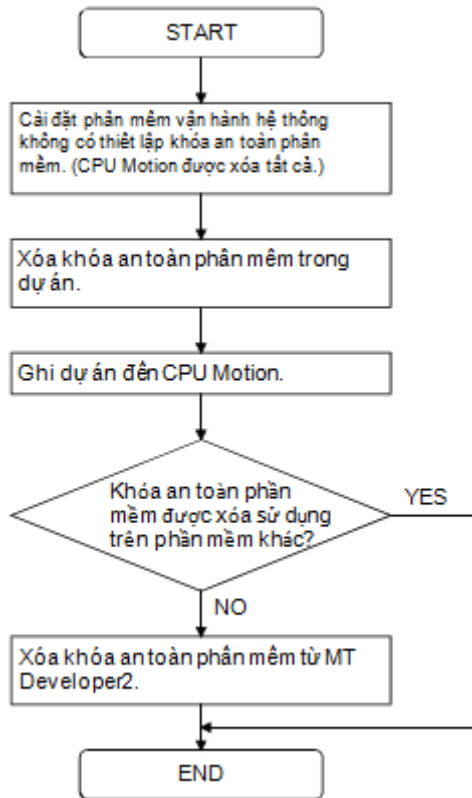 START
Cài đặt phần mềm vận hành hệ thống
không có thiết lập khóa an toàn phần
mềm. (CPU Motion được xóa tất cả.)
Xóa khóa an toàn phần mềm trong
dự án.
Ghi dự án đến CPU Motion.
Khóa an toàn phần
mềm được xóa sử dụng
trên phần mềm khác?
YES
NO
Xóa khóa an toàn phần mềm từ MT
Developer2.
END